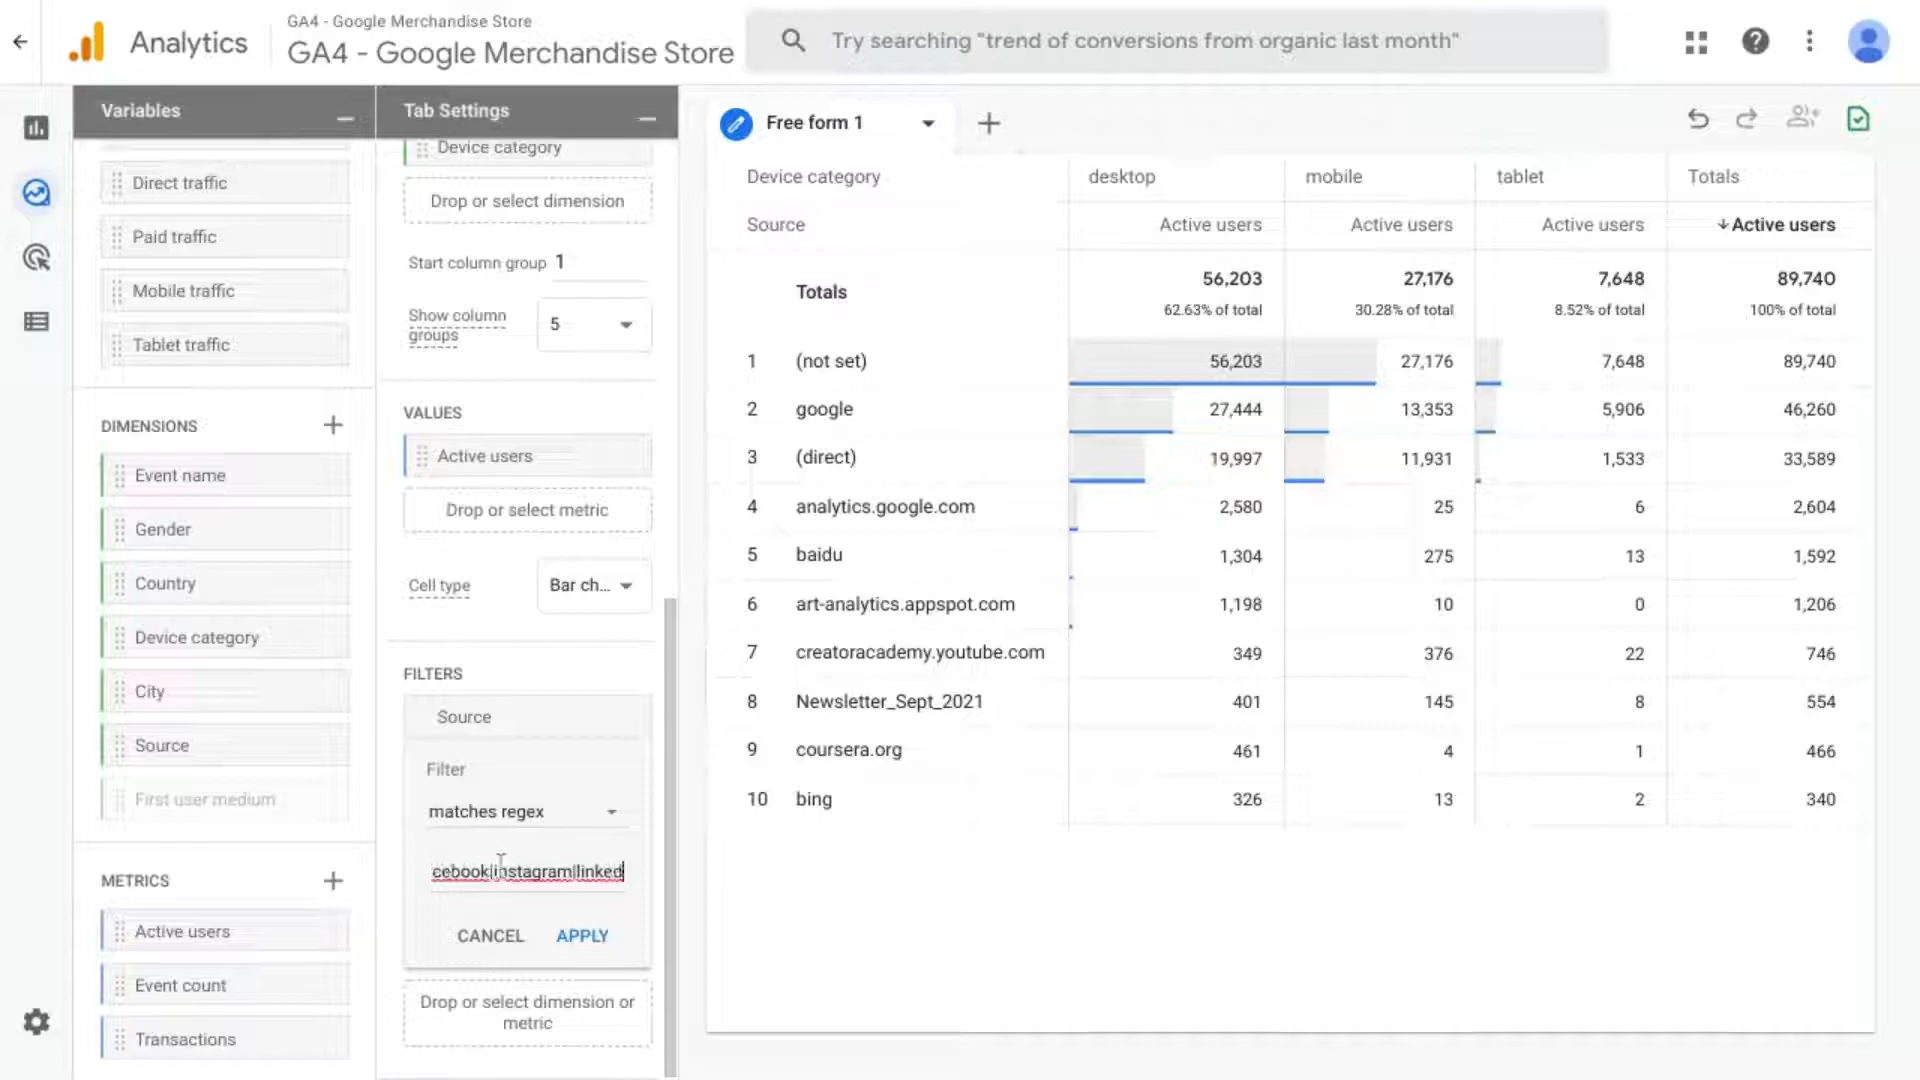 GA4 - Google Merchandise Store
Analytics
GA4 - Google Merchandise Store
Try searching "trend of conversions from organic last month"
Variables
Direct traffic
Paid traffic
Mobile traffic
Tablet traffic
DIMENSIONS
Event name
Gender
Country
Device category
City
Source
First user medium
METRICS
Active users
Event count
Transactions
Tab Settings
Device category
Drop or select dimension
Start column group 1
Show column groups 5
VALUES
Active users
Drop or select metric
Cell type Bar ch...
FILTERS
Source
Filter
matches regex
cebook|instagram|linked
CANCEL APPLY
Drop or select dimension or
metric
Free form 1
Device category desktop mobile tablet Totals
Source Active users Active users Active users Active users
Totals 56,203 27,176 7,648 89,740
62.63% of total 30.28% of total 8.52% of total 100% of total
1 (not set) 56,203 27,176 7,648 89,740
2 google 27,444 13,353 5,906 46,260
3 (direct) 19,997 11,931 1,533 33,589
4 analytics.google.com 2,580 25 6 2,604
5 baidu 1,304 275 13 1,592
6 art-analytics.appspot.com 1,198 10 0 1,206
7 creatoracademy.youtube.com 349 376 22 746
8 Newsletter_Sept_2021 401 145 8 554
9 coursera.org 461 4 1 466
10 bing 326 13 2 340